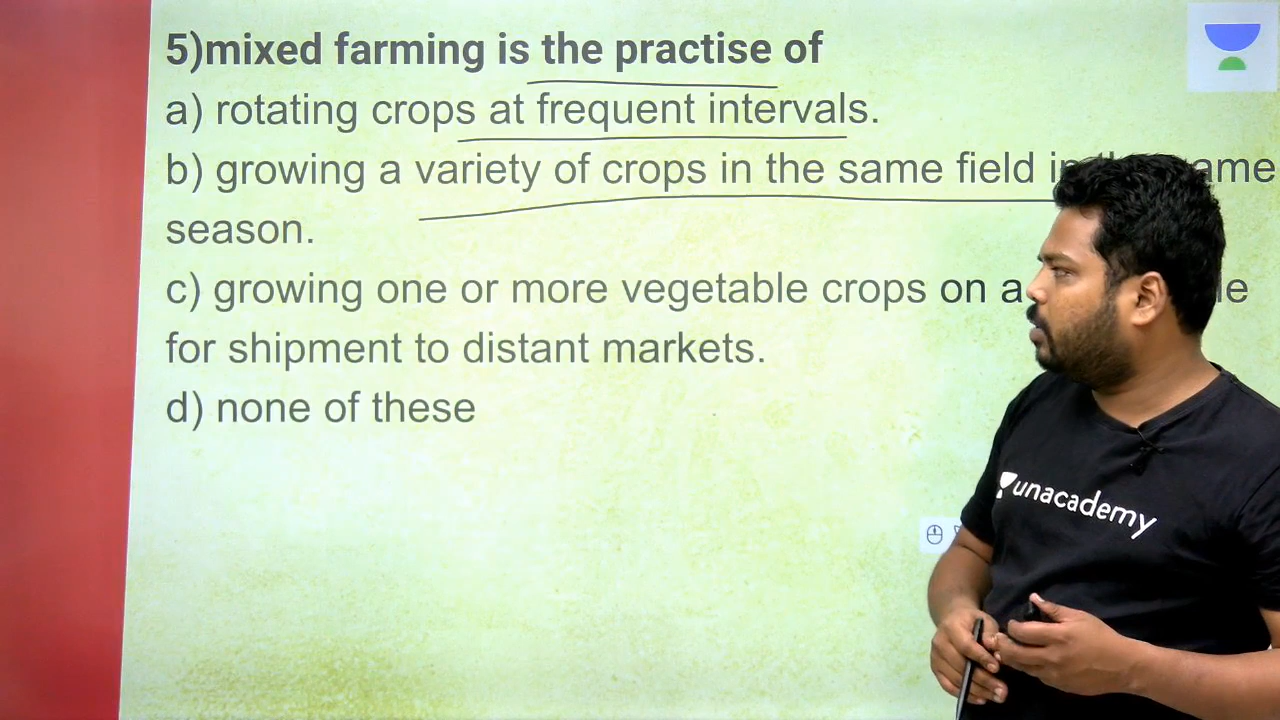 5)mixed farming is the practise of
a) rotating crops at frequent intervals.
b) growing a variety of crops in the same field in
season.
c) growing one or more vegetable crops on a
for shipment to distant markets.
d) none of these
unacademy